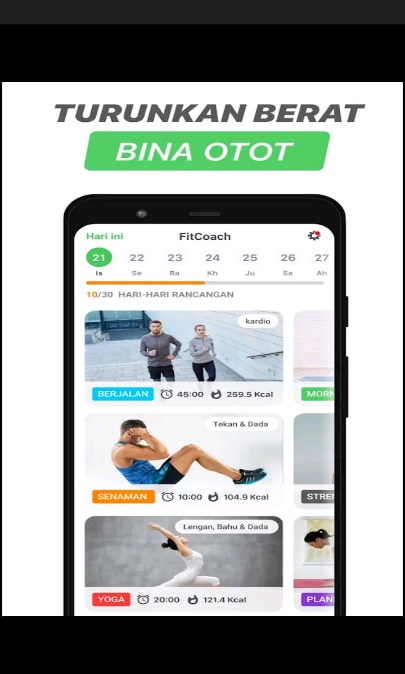 TURUNKAN BERAT
BINA OTOT
Hari ini FitCoach
21 22 23 24 25 26 27
Is Se Ra Kh Ju Sa Ah
10/30 HARI-HARI RANCANGAN
kardio
BERJALAN 45:00 259.5 Kcal
MORN
Tekan & Dada
SENAMAN 10:00 104.9 Kcal
STREN
Lengan, Bahu & Dada
YOGA 20:00 121.4 Kcal
PLAN